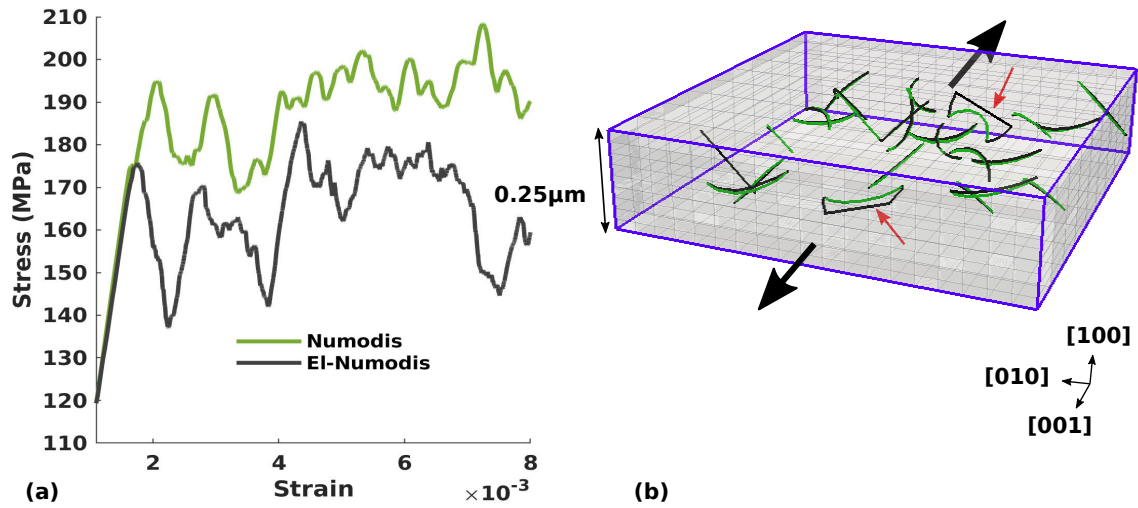 210
200
190
180
170
160
150
140
130
120
110
Stress (MPa)
Numodis
El-Numodis
2
4
6
8
Strain
×10⁻³
(a)
0.25μm
[100]
[010]
[001]
(b)